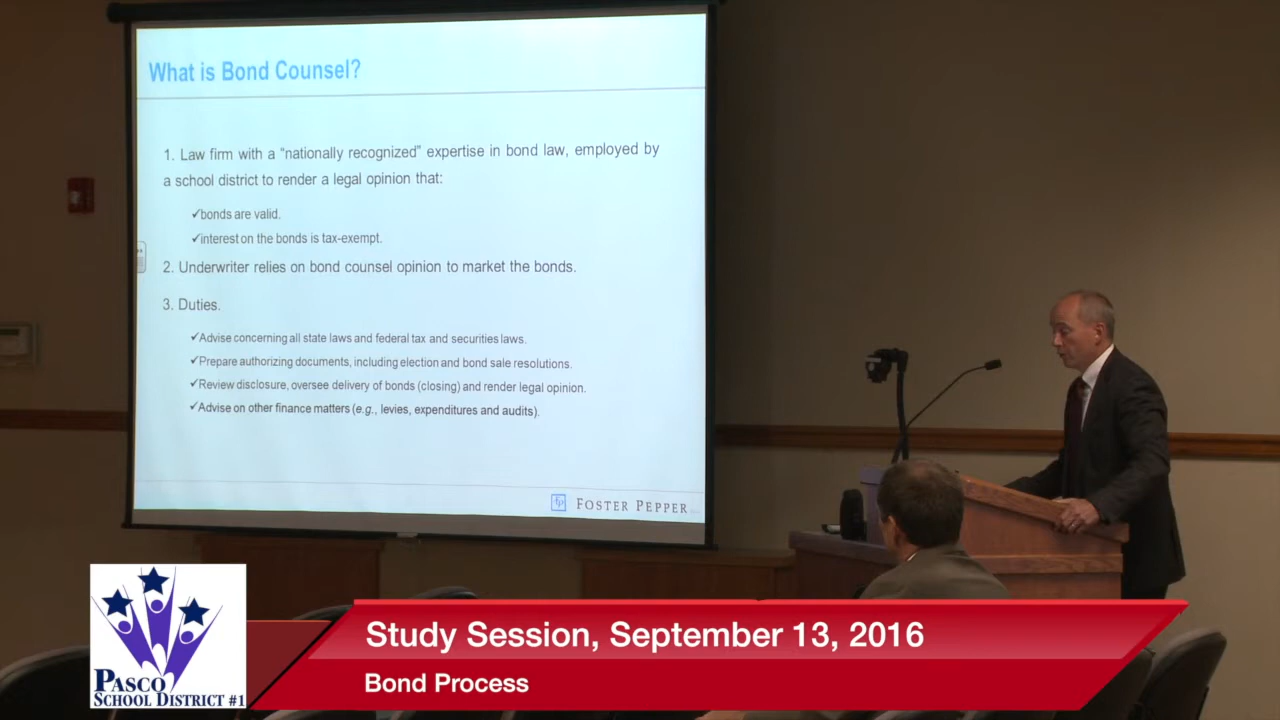 What is Bond Counsel?
1. Law firm with a “nationally recognized” expertise in bond law, employed by
a school district to render a legal opinion that:
✓bonds are valid.
✓interest on the bonds is tax-exempt.
2. Underwriter relies on bond counsel opinion to market the bonds.
3. Duties.
✓Advise concerning all state laws and federal tax and securities laws.
✓Prepare authorizing documents, including election and bond sale resolutions.
✓Review disclosure, oversee delivery of bonds (closing) and render legal opinion.
✓Advise on other finance matters (e.g., levies, expenditures and audits).
FOSTER PEPPER
PASCO
SCHOOL DISTRICT #1
Study Session, September 13, 2016
Bond Process